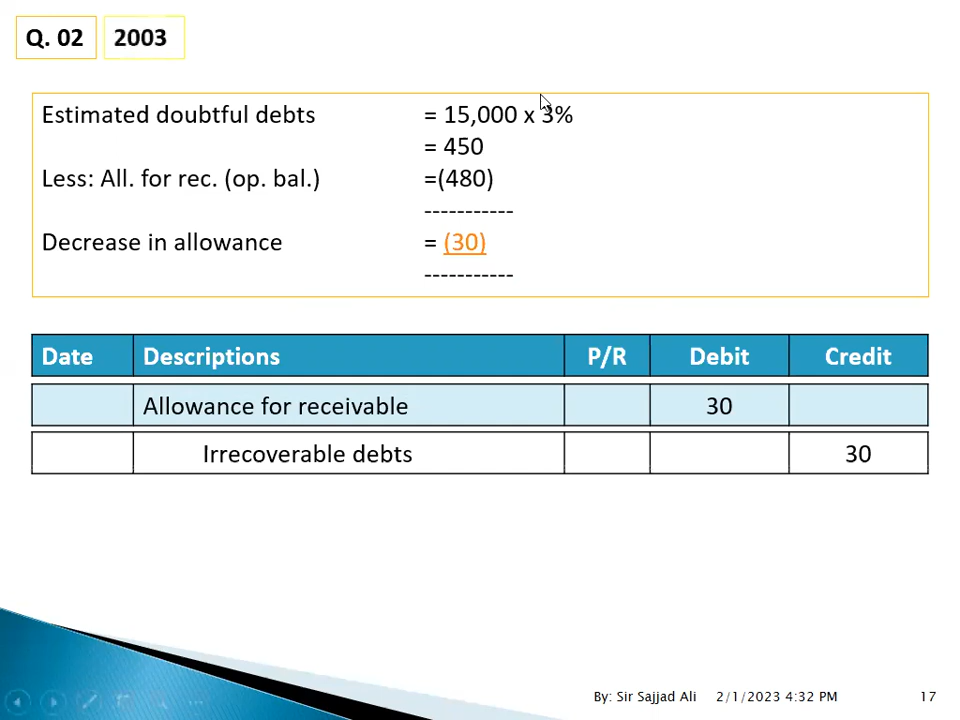 Q. 02 2003
Estimated doubtful debts = 15,000 x 3%
= 450
Less: All. for rec. (op. bal.) =(480)
-----------
Decrease in allowance = (30)
-----------
Date Descriptions P/R Debit Credit
Allowance for receivable 30
Irrecoverable debts 30
By: Sir Sajjad Ali 2/1/2023 4:32 PM 17